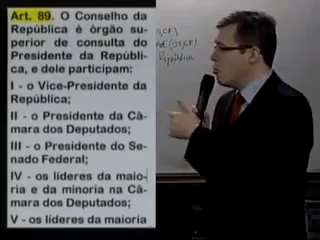 Art. 89. O Conselho da
República é órgão su-
perior de consulta do
Presidente da Repúbli-
ca, e dele participam:
I - o Vice-Presidente da
República;
II - o Presidente da Câ-
mara dos Deputados;
III - o Presidente do Se-
nado Federal;
IV - os líderes da maio-
ria e da minoria na Câ-
mara dos Deputados;
V - os líderes da maioria
República